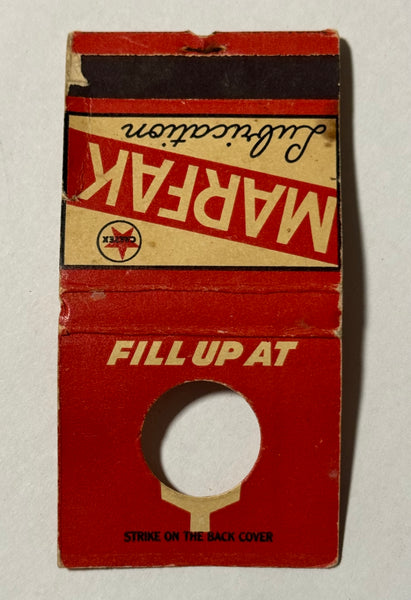 CALTEX
MARFAK
Lubrication
FILL UP AT
STRIKE ON THE BACK COVER